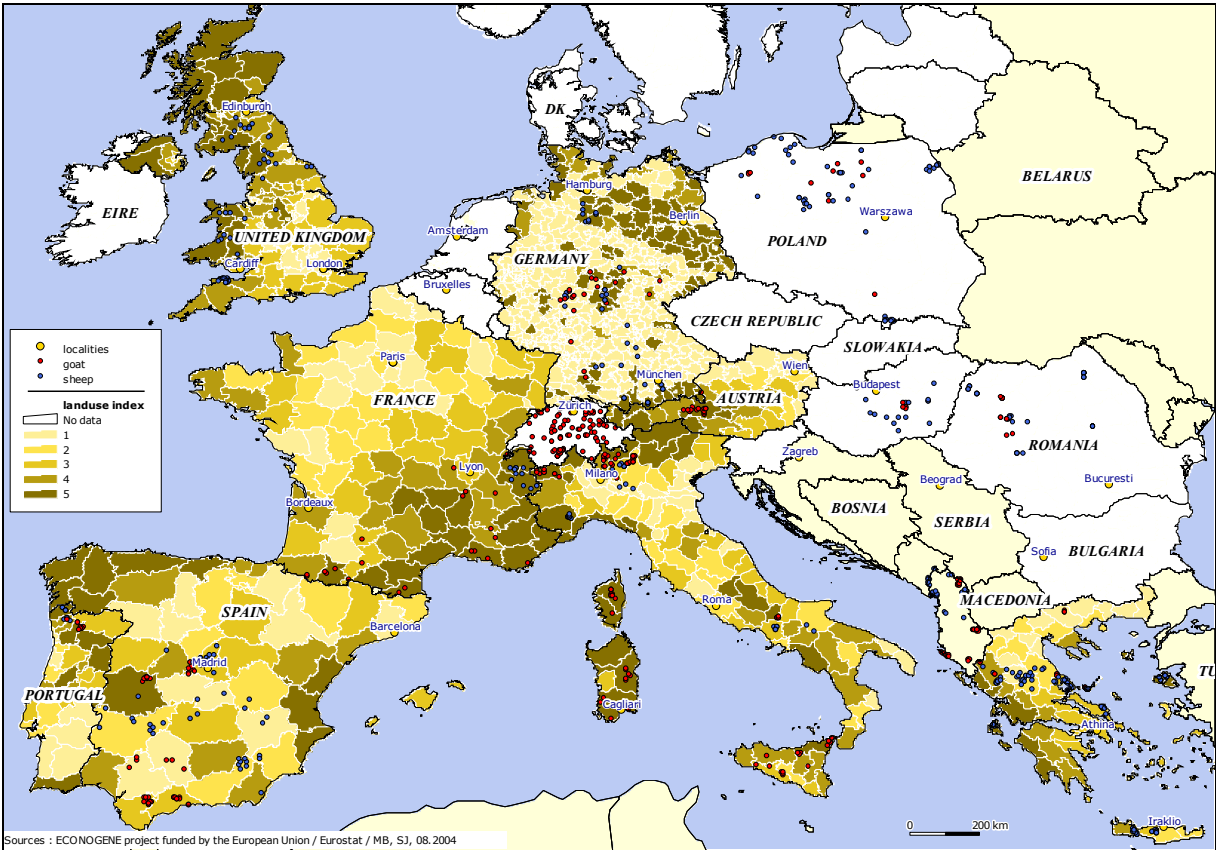 DK
Edinburgh
EIRE
UNITED KINGDOM
Cardiff
London
Hamburg
Berlin
Amsterdam
GERMANY
Bruxelles
Warszawa
POLAND
BELARUS
CZECH REPUBLIC
SLOWAKIA
Wien
Budapest
AUSTRIA
München
Zürich
Paris
FRANCE
Lyon
Milano
Bordeaux
Zagreb
ROMANIA
Bucuresti
Beograd
BOSNIA
SERBIA
Sofia
BULGARIA
MACEDONIA
Roma
SPAIN
Barcelona
Madrid
PORTUGAL
Cagliari
TU
Athina
Iraklio
localities
goat
sheep
landuse index
No data
1
2
3
4
5
0 200 km
Sources : ECONOGENE project funded by the European Union / Eurostat / MB, SJ, 08.2004